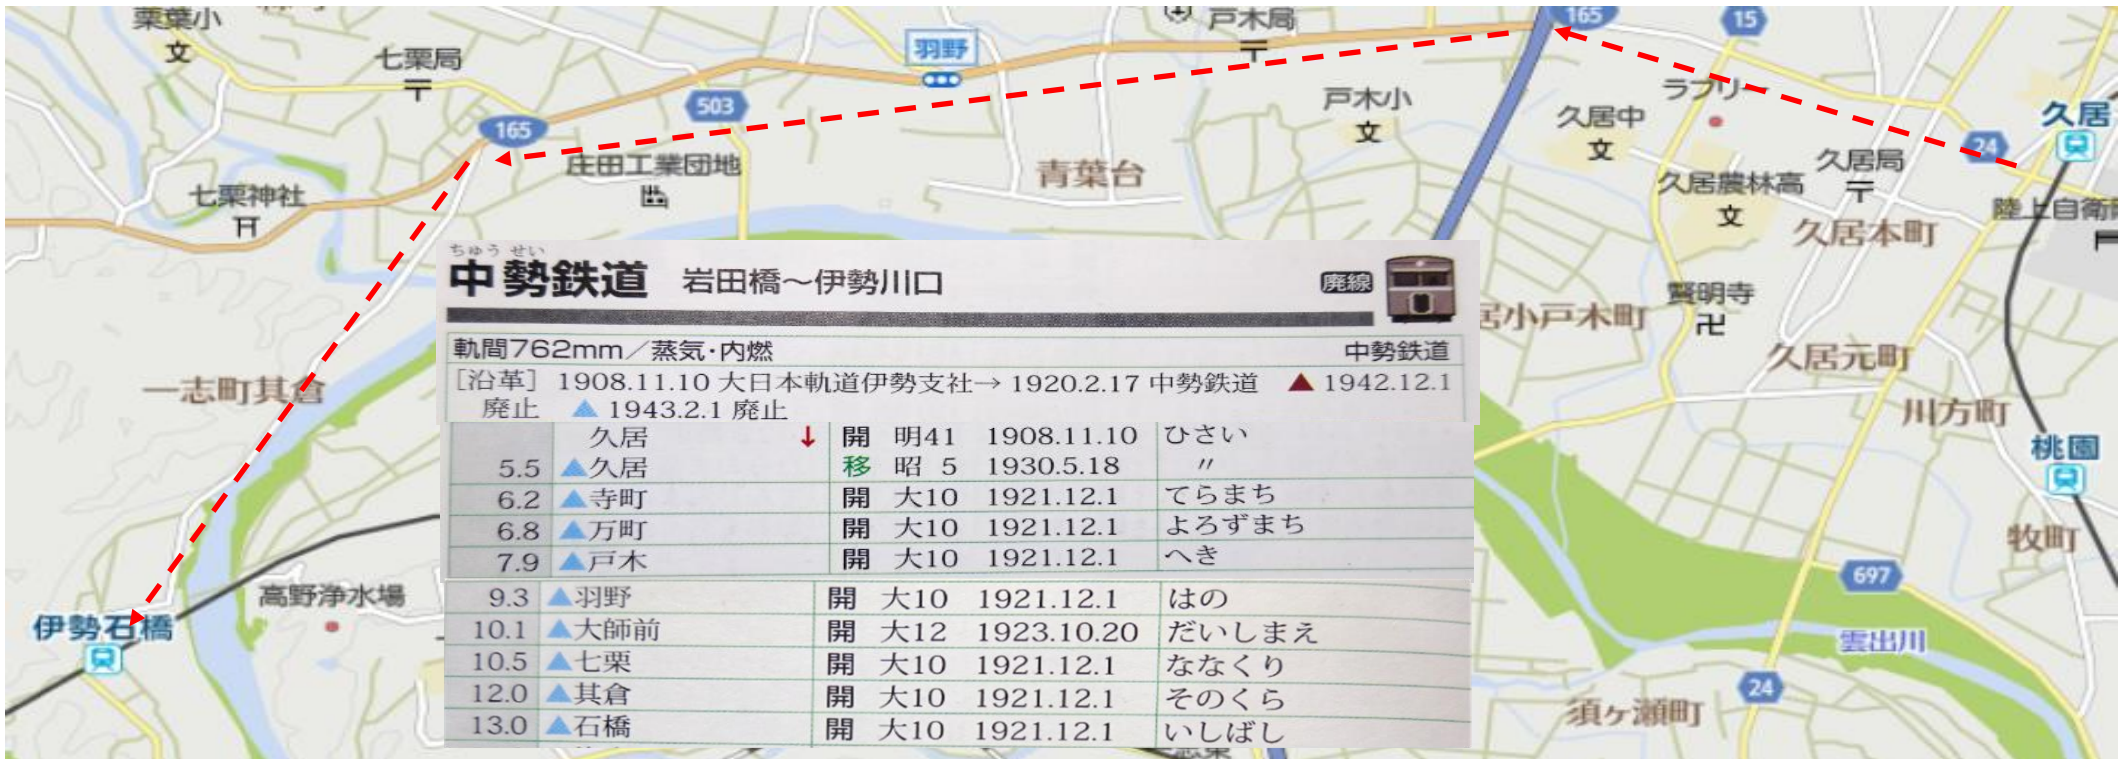 栗葉小
文
七栗局
〒
羽野
戸木局
〒
165
15
503
165
戸木小
文
ラブリー
久居中
文
久居
24
久居局
〒
久居農林高
文
庄田工業団地
青葉台
七栗神社
久居本町
陸上自衛隊
賢明寺
卍
居小戸木町
久居元町
一志町其倉
川方町
桃園
牧町
高野浄水場
伊勢石橋
697
雲出川
24
須ヶ瀬町
ちゅう せい
中勢鉄道 岩田橋〜伊勢川口 廃線
軌間762mm/蒸気・内燃 中勢鉄道
[沿革] 1908.11.10 大日本軌道伊勢支社→ 1920.2.17 中勢鉄道 ▲ 1942.12.1
廃止 ▲ 1943.2.1 廃止
久居 ↓ 開 明41 1908.11.10 ひさい
5.5 ▲久居 移 昭 5 1930.5.18 〃
6.2 ▲寺町 開 大10 1921.12.1 てらまち
6.8 ▲万町 開 大10 1921.12.1 よろずまち
7.9 ▲戸木 開 大10 1921.12.1 へき
9.3 ▲羽野 開 大10 1921.12.1 はの
10.1 ▲大師前 開 大12 1923.10.20 だいしまえ
10.5 ▲七栗 開 大10 1921.12.1 ななくり
12.0 ▲其倉 開 大10 1921.12.1 そのくら
13.0 ▲石橋 開 大10 1921.12.1 いしばし